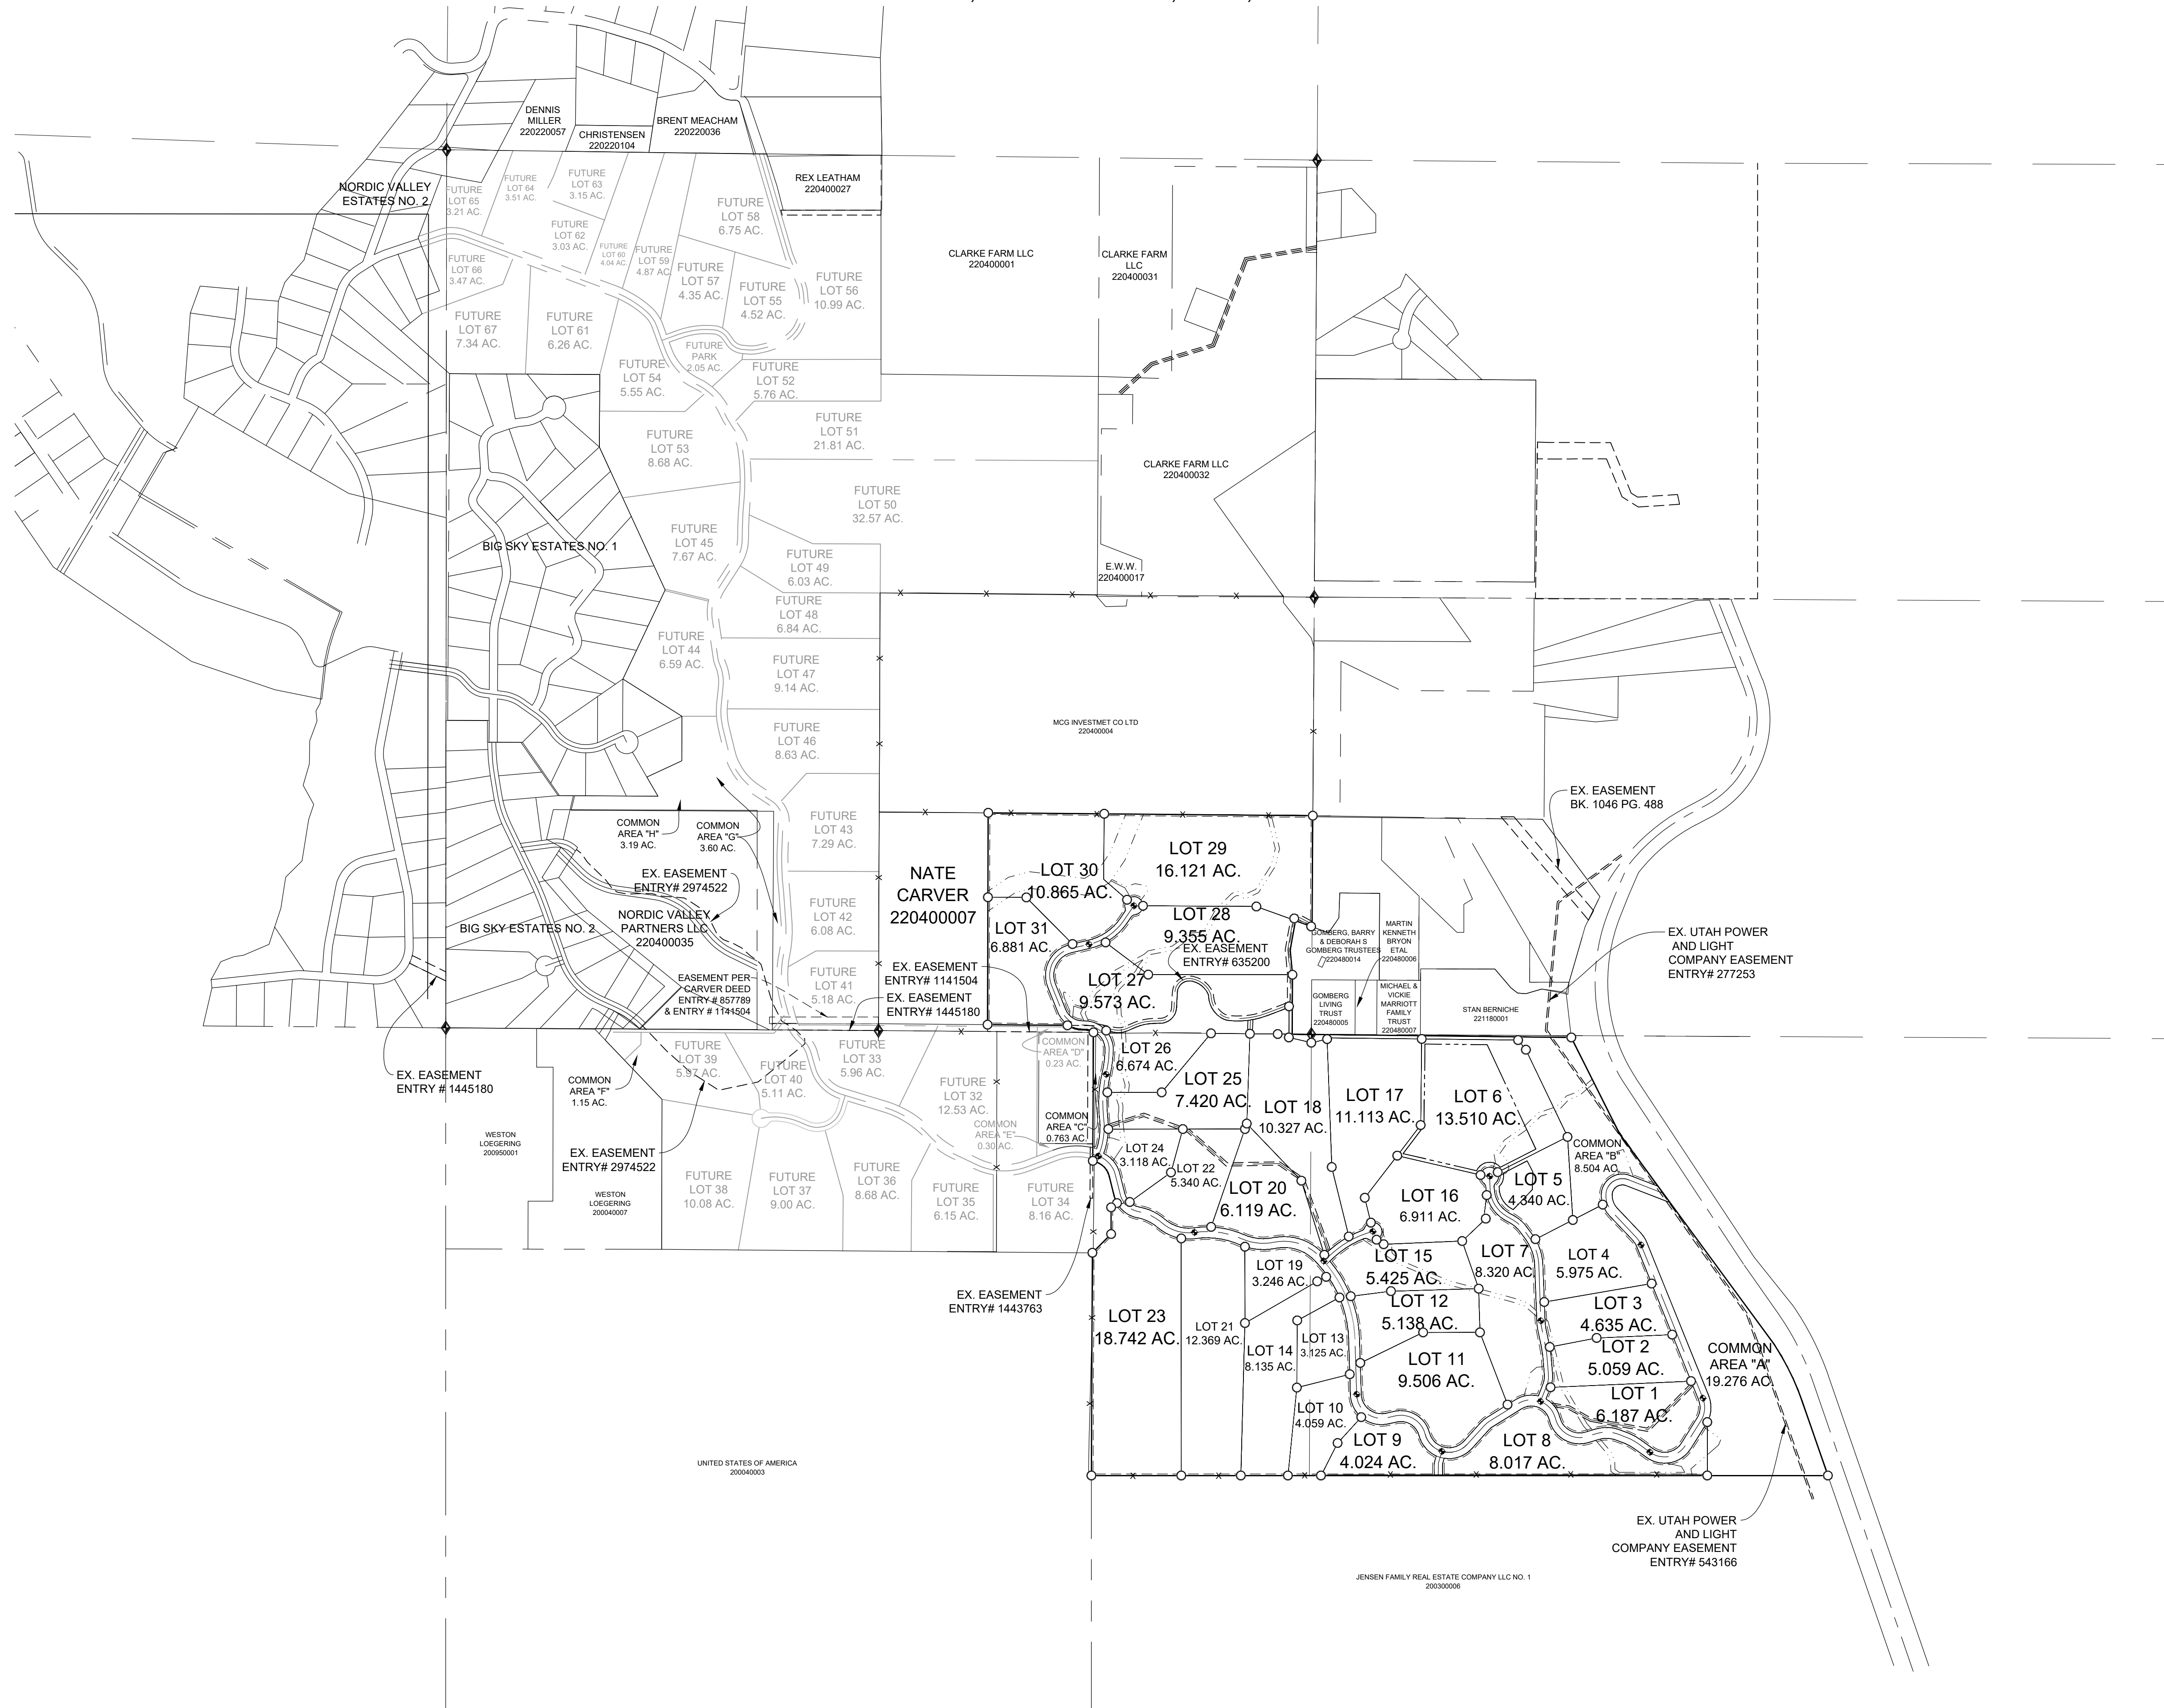 DENNIS
MILLER
220220057
CHRISTENSEN
220220104
BRENT MEACHAM
220220036
REX LEATHAM
220400027
NORDIC VALLEY
ESTATES NO. 2
FUTURE
LOT 65
3.21 AC.
FUTURE
LOT 64
3.51 AC.
FUTURE
LOT 63
3.15 AC.
FUTURE
LOT 62
3.03 AC.
FUTURE
LOT 60
4.04 AC.
FUTURE
LOT 59
4.87 AC.
FUTURE
LOT 58
6.75 AC.
FUTURE
LOT 57
4.35 AC.
FUTURE
LOT 55
4.52 AC.
FUTURE
LOT 56
10.99 AC.
FUTURE
LOT 66
3.47 AC.
FUTURE
LOT 67
7.34 AC.
FUTURE
LOT 61
6.26 AC.
FUTURE
PARK
2.05 AC.
FUTURE
LOT 54
5.55 AC.
FUTURE
LOT 52
5.76 AC.
FUTURE
LOT 51
21.81 AC.
FUTURE
LOT 53
8.68 AC.
FUTURE
LOT 50
32.57 AC.
FUTURE
LOT 45
7.67 AC.
FUTURE
LOT 49
6.03 AC.
FUTURE
LOT 48
6.84 AC.
FUTURE
LOT 44
6.59 AC.
FUTURE
LOT 47
9.14 AC.
FUTURE
LOT 46
8.63 AC.
FUTURE
LOT 43
7.29 AC.
FUTURE
LOT 42
6.08 AC.
FUTURE
LOT 41
5.18 AC.
CLARKE FARM LLC
220400001
CLARKE FARM
LLC
220400031
CLARKE FARM LLC
220400032
E.W.W.
220400017
MCG INVESTMET CO LTD
220400004
BIG SKY ESTATES NO. 1
COMMON
AREA "H"
3.19 AC.
COMMON
AREA "G"
3.60 AC.
EX. EASEMENT
ENTRY# 2974522
NORDIC VALLEY
PARTNERS LLC
220400035
BIG SKY ESTATES NO. 2
EASEMENT PER
CARVER DEED
ENTRY # 857789
& ENTRY # 1141504
NATE
CARVER
220400007
EX. EASEMENT
ENTRY# 1141504
EX. EASEMENT
ENTRY# 1445180
LOT 30
10.865 AC.
LOT 29
16.121 AC.
LOT 31
6.881 AC.
LOT 28
9.355 AC.
EX. EASEMENT
ENTRY# 635200
LOT 27
9.573 AC.
GOMBERG, BARRY
& DEBORAH S
GOMBERG TRUSTEES
220480014
MARTIN
KENNETH
BRYON
ETAL
220480006
GOMBERG
LIVING
TRUST
220480005
MICHAEL &
VICKIE
MARRIOTT
FAMILY
TRUST
220480007
STAN BERNICHE
221180001
EX. EASEMENT
BK. 1046 PG. 488
EX. UTAH POWER
AND LIGHT
COMPANY EASEMENT
ENTRY# 277253
EX. EASEMENT
ENTRY # 1445180
COMMON
AREA "F"
1.15 AC.
WESTON
LOEGERING
200950001
WESTON
LOEGERING
200040007
EX. EASEMENT
ENTRY# 2974522
FUTURE
LOT 39
5.97 AC.
FUTURE
LOT 40
5.11 AC.
FUTURE
LOT 33
5.96 AC.
FUTURE
LOT 32
12.53 AC.
COMMON
AREA "D"
0.23 AC.
COMMON
AREA "E"
0.30 AC.
COMMON
AREA "C"
0.763 AC.
FUTURE
LOT 38
10.08 AC.
FUTURE
LOT 37
9.00 AC.
FUTURE
LOT 36
8.68 AC.
FUTURE
LOT 35
6.15 AC.
FUTURE
LOT 34
8.16 AC.
EX. EASEMENT
ENTRY# 1443763
LOT 26
6.674 AC.
LOT 25
7.420 AC.
LOT 18
10.327 AC.
LOT 17
11.113 AC.
LOT 6
13.510 AC.
COMMON
AREA "B"
8.504 AC.
LOT 24
3.118 AC.
LOT 22
5.340 AC.
LOT 20
6.119 AC.
LOT 16
6.911 AC.
LOT 5
4.340 AC.
LOT 19
3.246 AC.
LOT 15
5.425 AC.
LOT 7
8.320 AC.
LOT 4
5.975 AC.
LOT 23
18.742 AC.
LOT 21
12.369 AC.
LOT 14
8.135 AC.
LOT 13
3.125 AC.
LOT 12
5.138 AC.
LOT 3
4.635 AC.
LOT 11
9.506 AC.
LOT 2
5.059 AC.
COMMON
AREA "A"
19.276 AC.
LOT 1
6.187 AC.
LOT 10
4.059 AC.
LOT 9
4.024 AC.
LOT 8
8.017 AC.
UNITED STATES OF AMERICA
200040003
EX. UTAH POWER
AND LIGHT
COMPANY EASEMENT
ENTRY# 543166
JENSEN FAMILY REAL ESTATE COMPANY LLC NO. 1
200300006